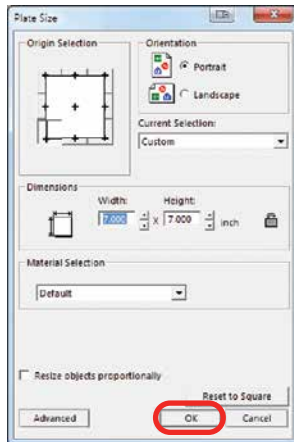 Plate Size
Origin Selection
Orientation
Portrait
Landscape
Current Selection:
Custom
Dimensions
Width: Height:
7.000 x 7.000 inch
Material Selection
Default
Resize objects proportionally
Reset to Square
Advanced OK Cancel